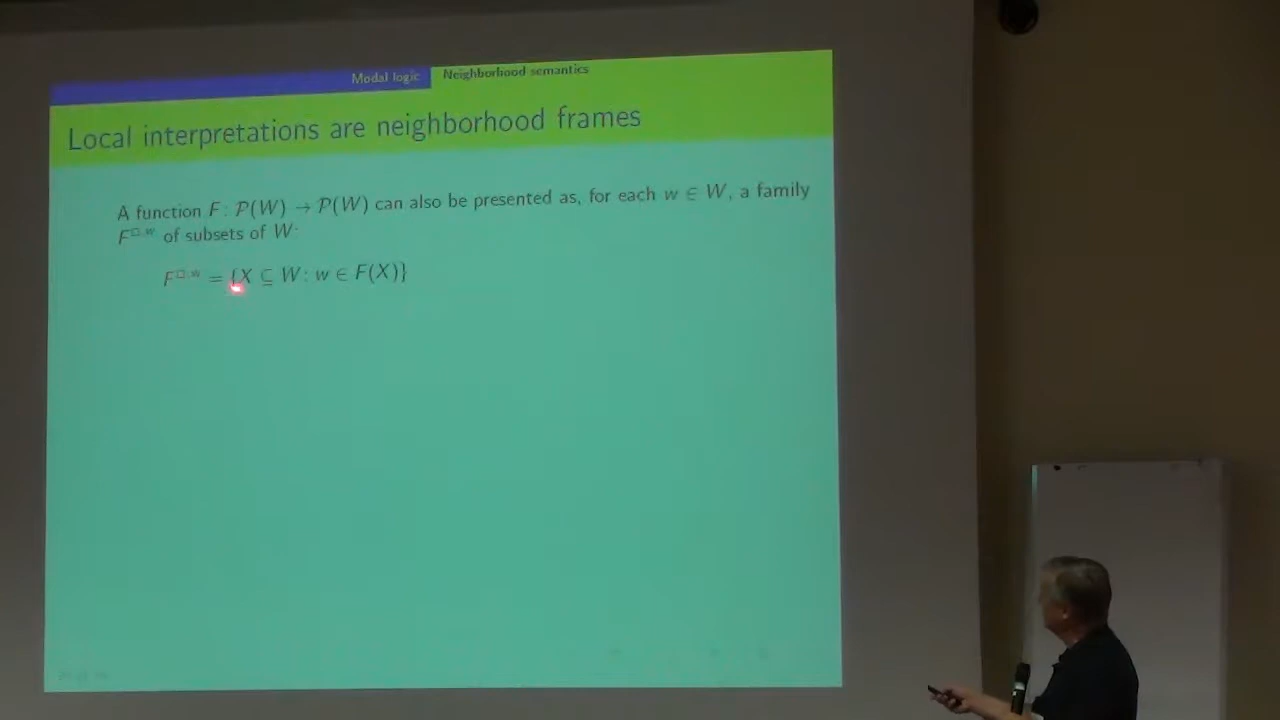 Modal logic Neighborhood semantics
Local interpretations are neighborhood frames
A function F : P(W) → P(W) can also be presented as, for each w ∈ W, a family
F□,w of subsets of W:
F□,w = {X ⊆ W : w ∈ F(X)}